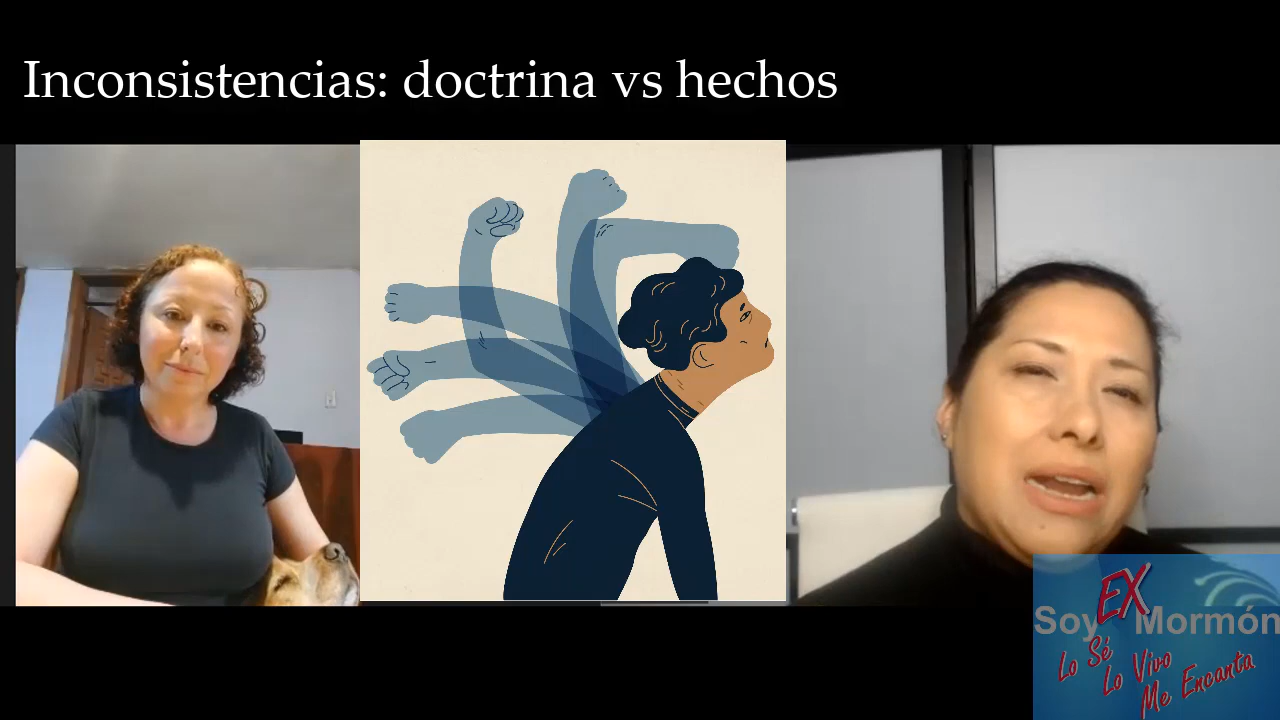 Inconsistencias: doctrina vs hechos
EX
Soy Mormón
Lo Sé
Lo Vivo
Me Encanta